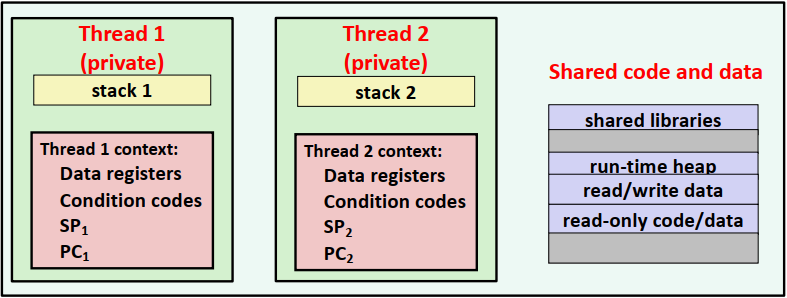 Thread 1
(private)
stack 1
Thread 1 context:
Data registers
Condition codes
SP1
PC1
Thread 2
(private)
stack 2
Thread 2 context:
Data registers
Condition codes
SP2
PC2
Shared code and data
shared libraries
run-time heap
read/write data
read-only code/data